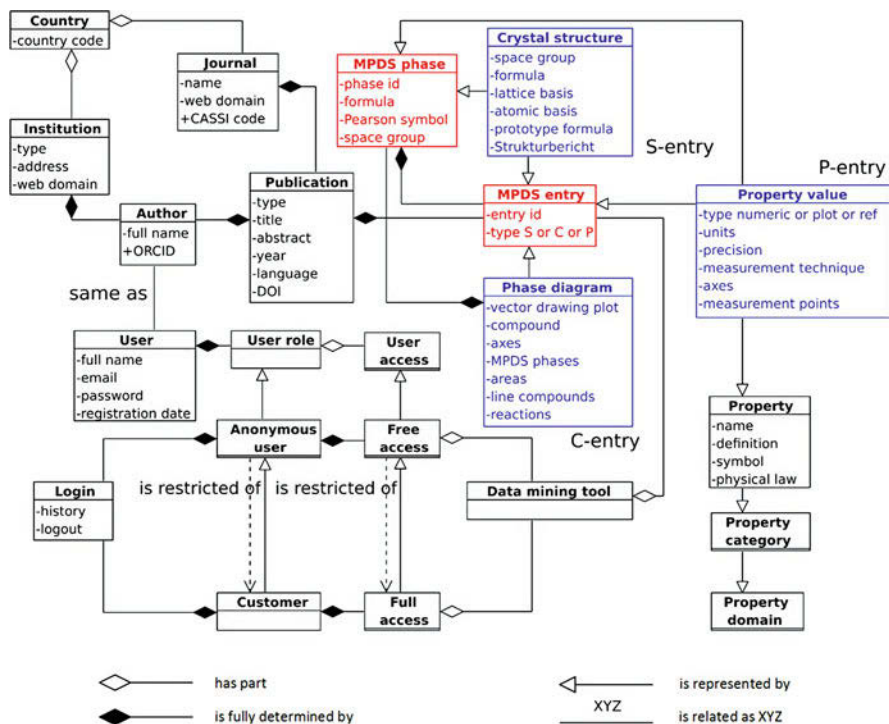 Country
-country code
Journal
-name
-web domain
+CASSI code
Institution
-type
-address
-web domain
Author
-full name
+ORCID
Publication
-type
-title
-abstract
-year
-language
-DOI
MPDS phase
-phase id
-formula
-Pearson symbol
-space group
Crystal structure
-space group
-formula
-lattice basis
-atomic basis
-prototype formula
-Strukturbericht
S-entry
P-entry
MPDS entry
-entry id
-type S or C or P
Property value
-type numeric or plot or ref
-units
-precision
-measurement technique
-axes
-measurement points
Phase diagram
-vector drawing plot
-compound
-axes
-MPDS phases
-areas
-line compounds
-reactions
C-entry
same as
User
-full name
-email
-password
-registration date
User role
User
access
Anonymous
user
Free
access
Property
-name
-definition
-symbol
-physical law
Login
-history
-logout
is restricted of
is restricted of
Data mining tool
Property
category
Customer
Full
access
Property
domain
has part
is represented by
is fully determined by
XYZ
is related as XYZ